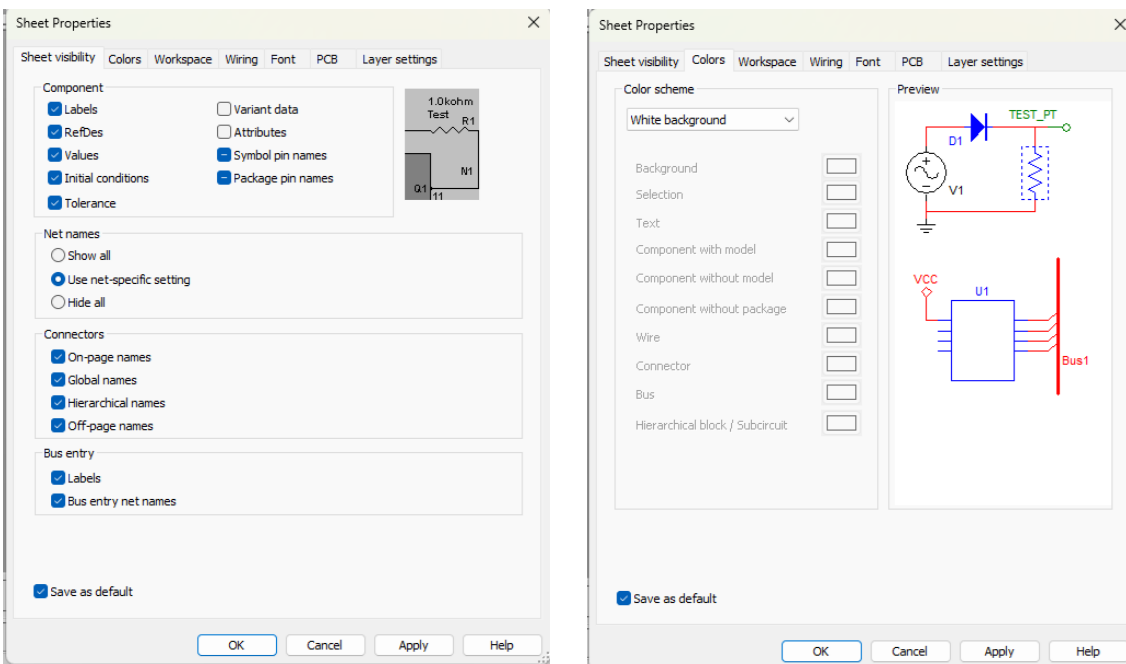 Sheet Properties
Sheet visibility Colors Workspace Wiring Font PCB Layer settings
Component
Labels Variant data
RefDes Attributes
Values Symbol pin names
Initial conditions Package pin names
Tolerance
1.0kohm
Test R1
N1
Q1 11
Net names
Show all
Use net-specific setting
Hide all
Connectors
On-page names
Global names
Hierarchical names
Off-page names
Bus entry
Labels
Bus entry net names
Save as default
OK Cancel Apply Help
Sheet Properties
Sheet visibility Colors Workspace Wiring Font PCB Layer settings
Color scheme
White background
Background
Selection
Text
Component with model
Component without model
Component without package
Wire
Connector
Bus
Hierarchical block / Subcircuit
Preview
TEST_PT
D1
V1
VCC
U1
Bus1
Save as default
OK Cancel Apply Help